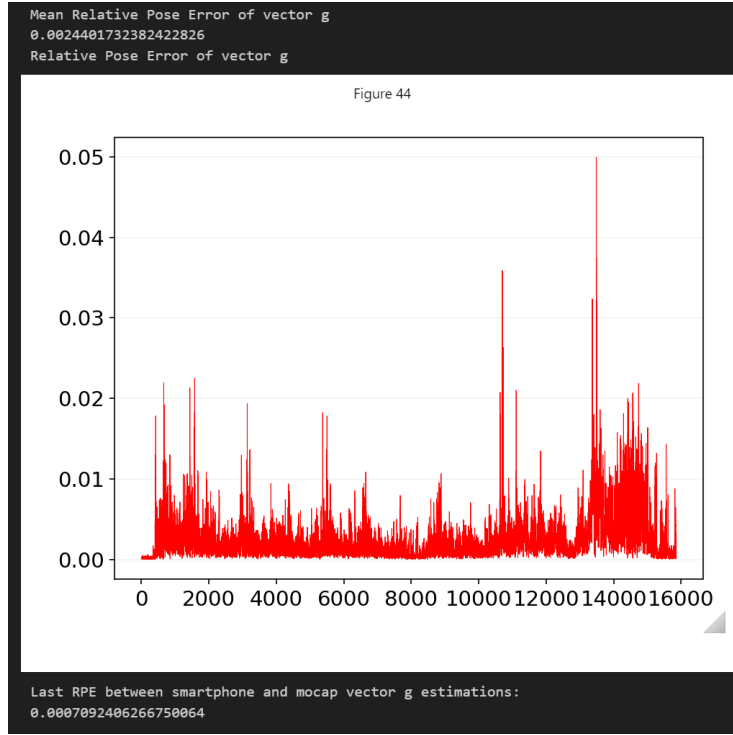 Mean Relative Pose Error of vector g
0.0024401732382422826
Relative Pose Error of vector g
Figure 44
0.05
0.04
0.03
0.02
0.01
0.00
0 2000 4000 6000 8000 10000 12000 14000 16000
Last RPE between smartphone and mocap vector g estimations:
0.0007092406266750064